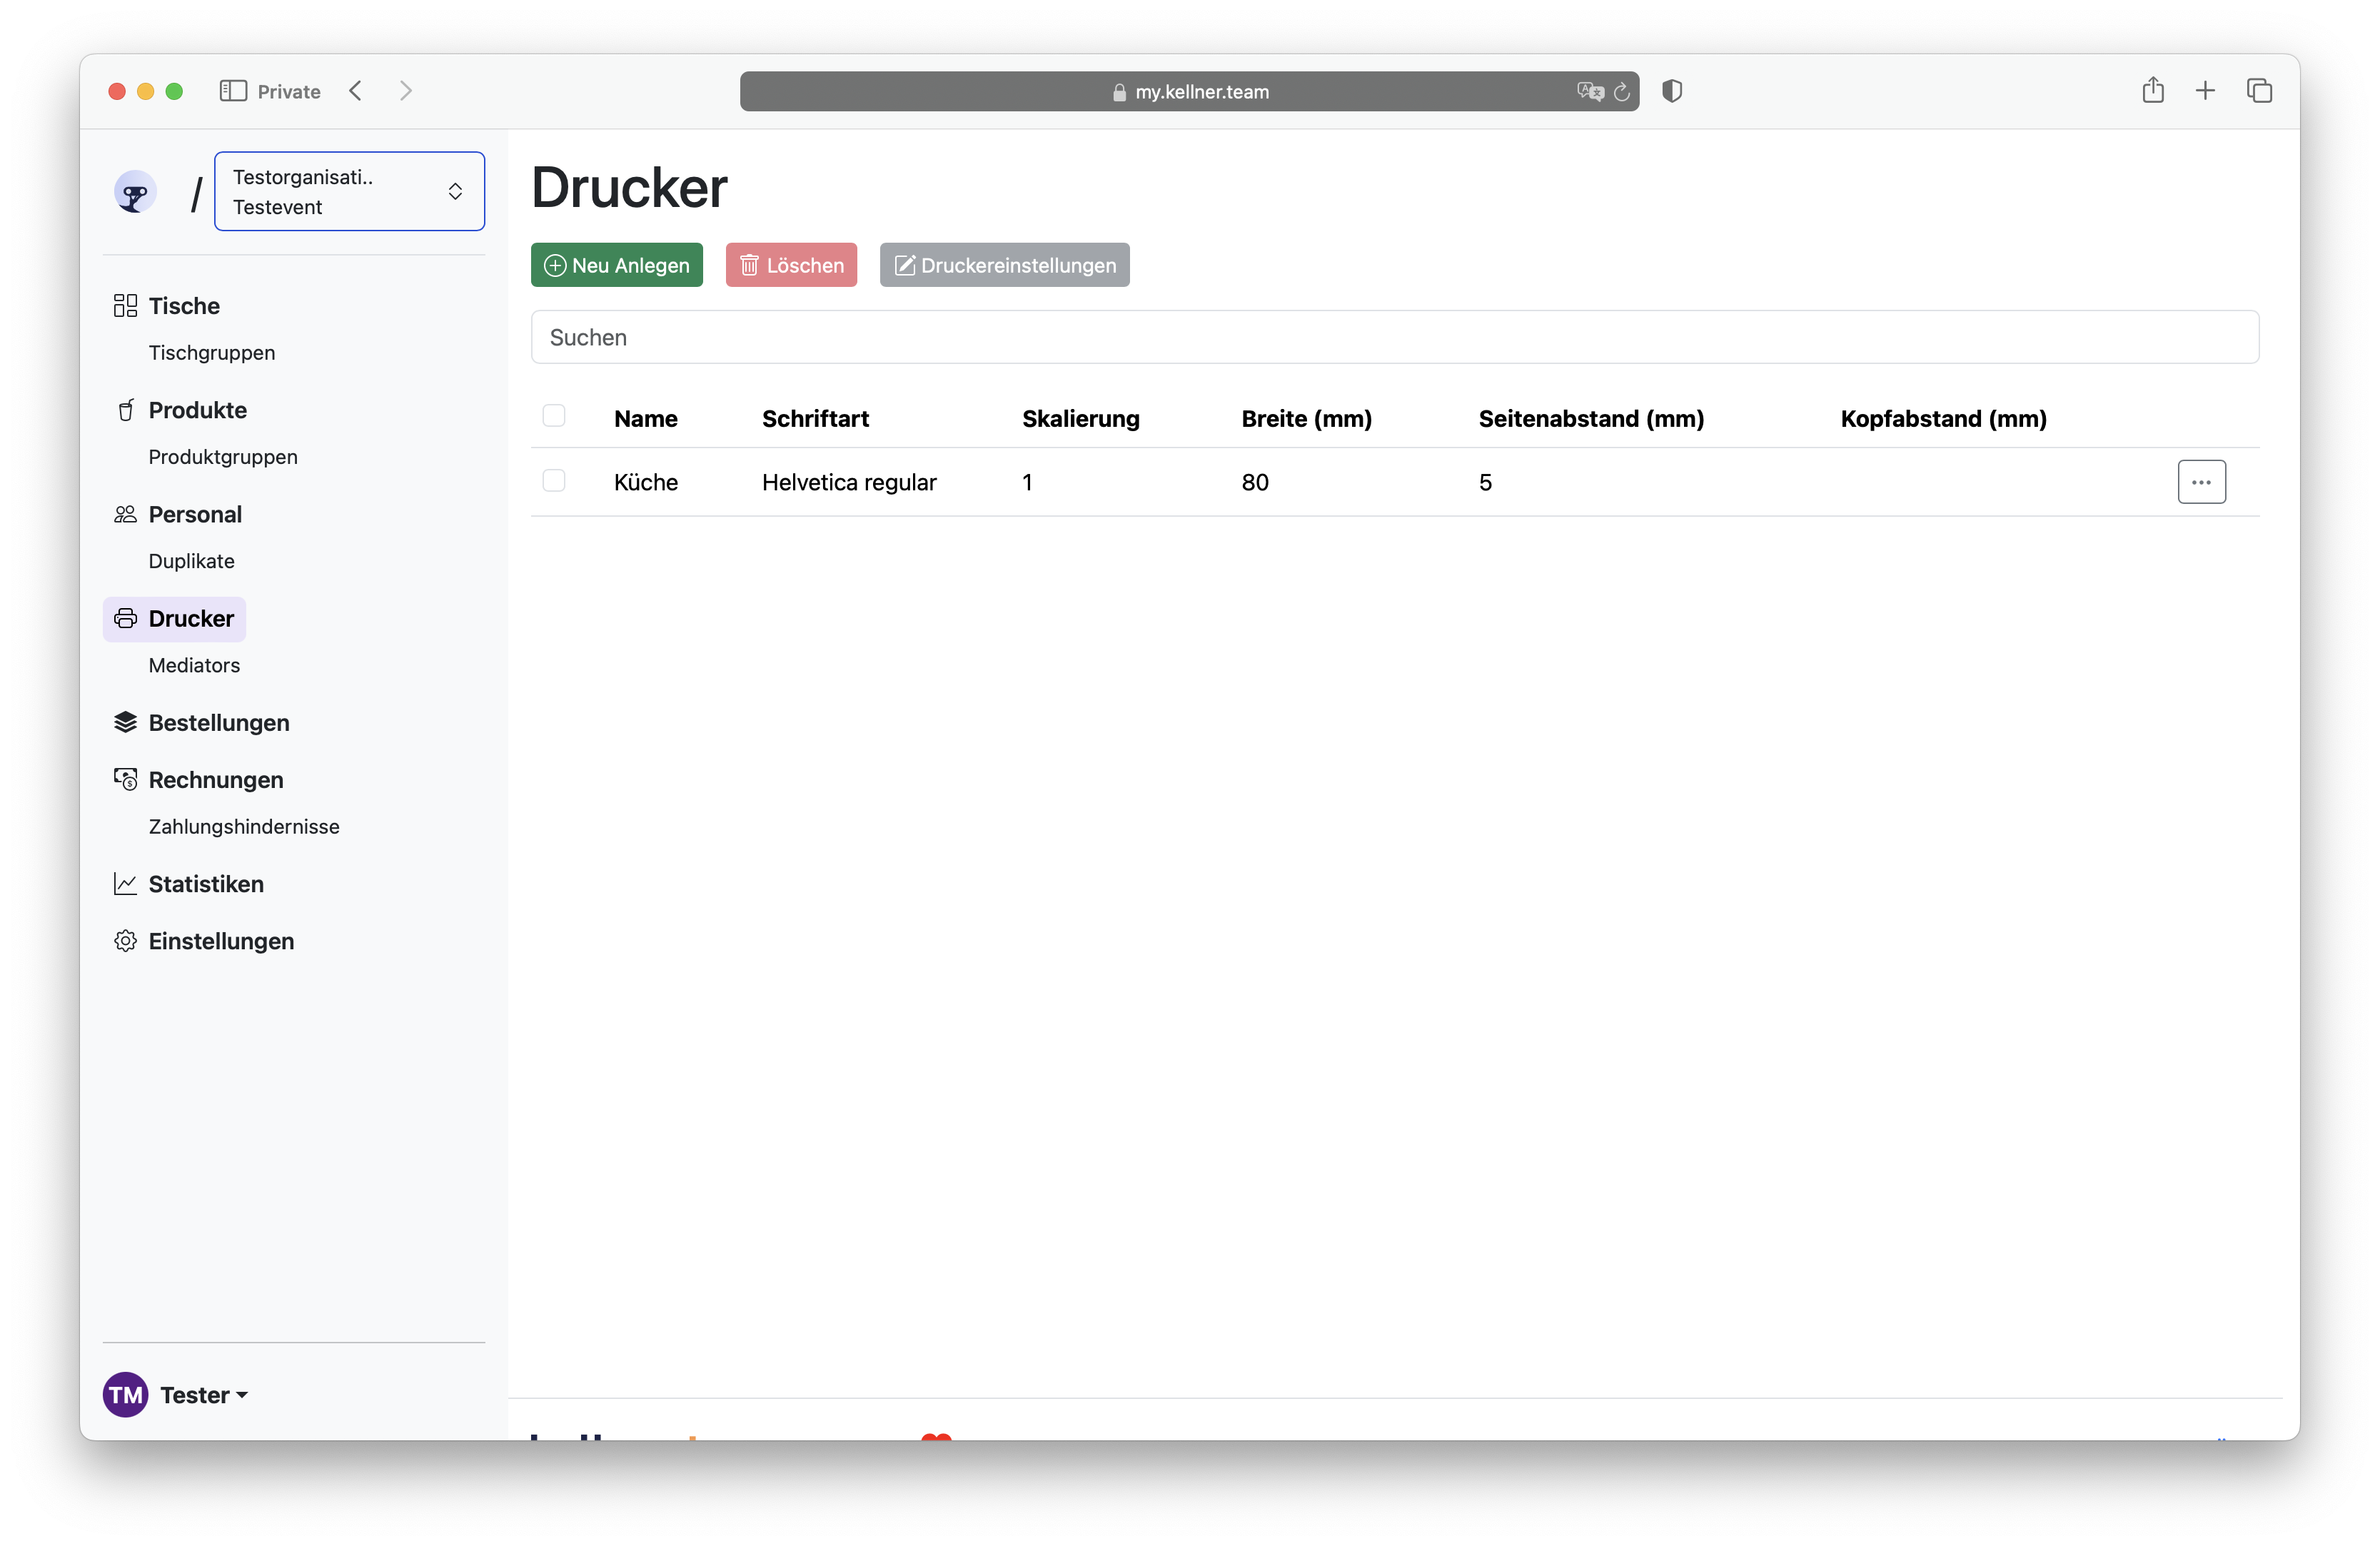 Private
my.kellner.team
/
Testorganisati..
Testevent
Tische
Tischgruppen
Produkte
Produktgruppen
Personal
Duplikate
Drucker
Mediators
Bestellungen
Rechnungen
Zahlungshindernisse
Statistiken
Einstellungen
TM Tester
Drucker
Neu Anlegen Löschen Druckereinstellungen
Suchen
Name Schriftart Skalierung Breite (mm) Seitenabstand (mm) Kopfabstand (mm)
Küche Helvetica regular 1 80 5